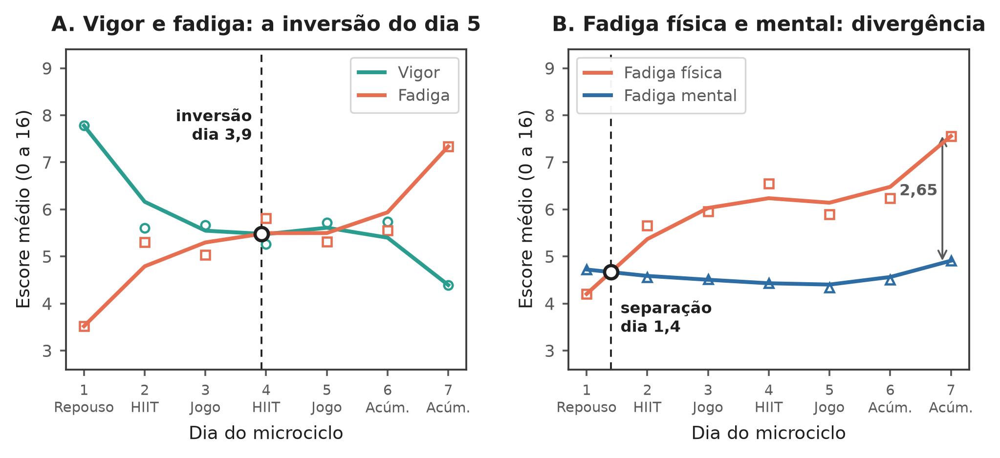 A. Vigor e fadiga: a inversão do dia 5
Escore médio (0 a 16)
9
8
7
6
5
4
3
Vigor
Fadiga
inversão
dia 3,9
1 2 3 4 5 6 7
Repouso HIIT Jogo HIIT Jogo Acúm. Acúm.
Dia do microciclo
B. Fadiga física e mental: divergência
Escore médio (0 a 16)
9
8
7
6
5
4
3
Fadiga física
Fadiga mental
2,65
separação
dia 1,4
1 2 3 4 5 6 7
Repouso HIIT Jogo HIIT Jogo Acúm. Acúm.
Dia do microciclo